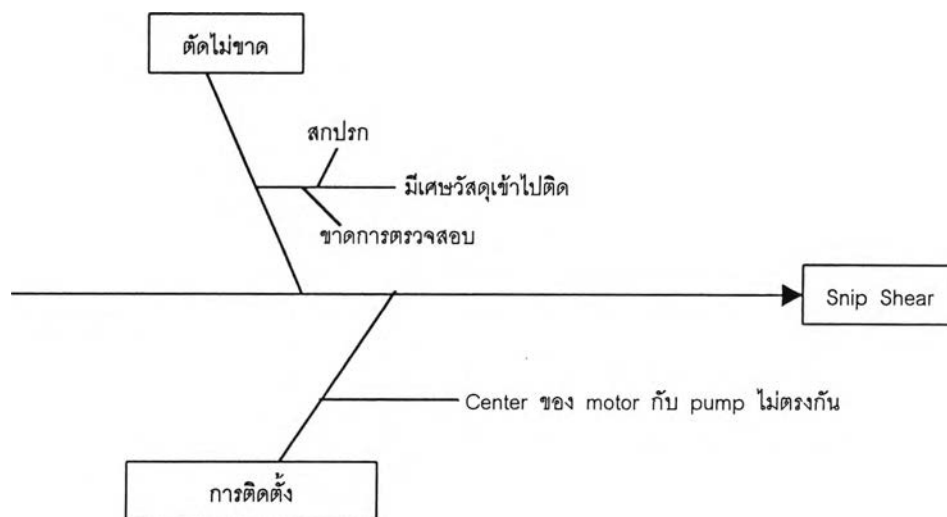 ตัดไม่ขาด
สกปรก
มีเศษวัสดุเข้าไปติด
ขาดการตรวจสอบ
Snip Shear
Center ของ motor กับ pump ไม่ตรงกัน
การติดตั้ง